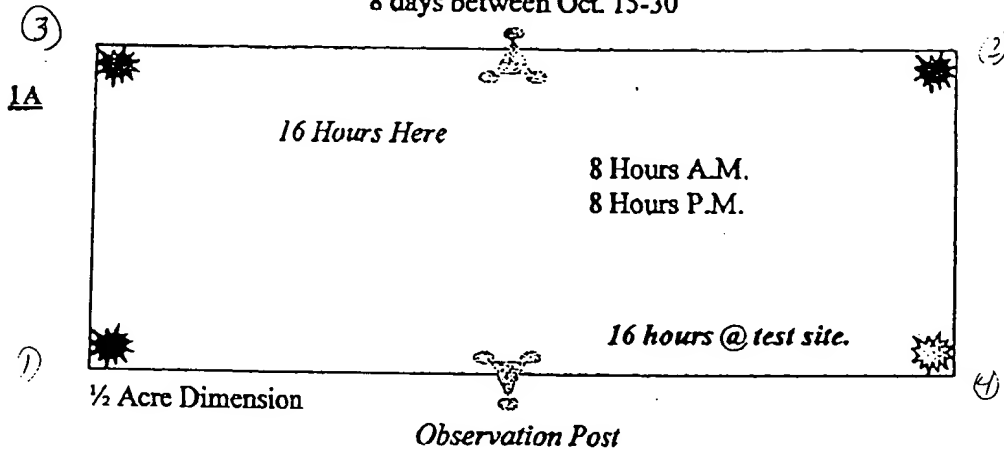 8 days between Oct. 15-30
③ ②
1A
16 Hours Here
8 Hours A.M.
8 Hours P.M.
16 hours @ test site.
1) ④
½ Acre Dimension
Observation Post